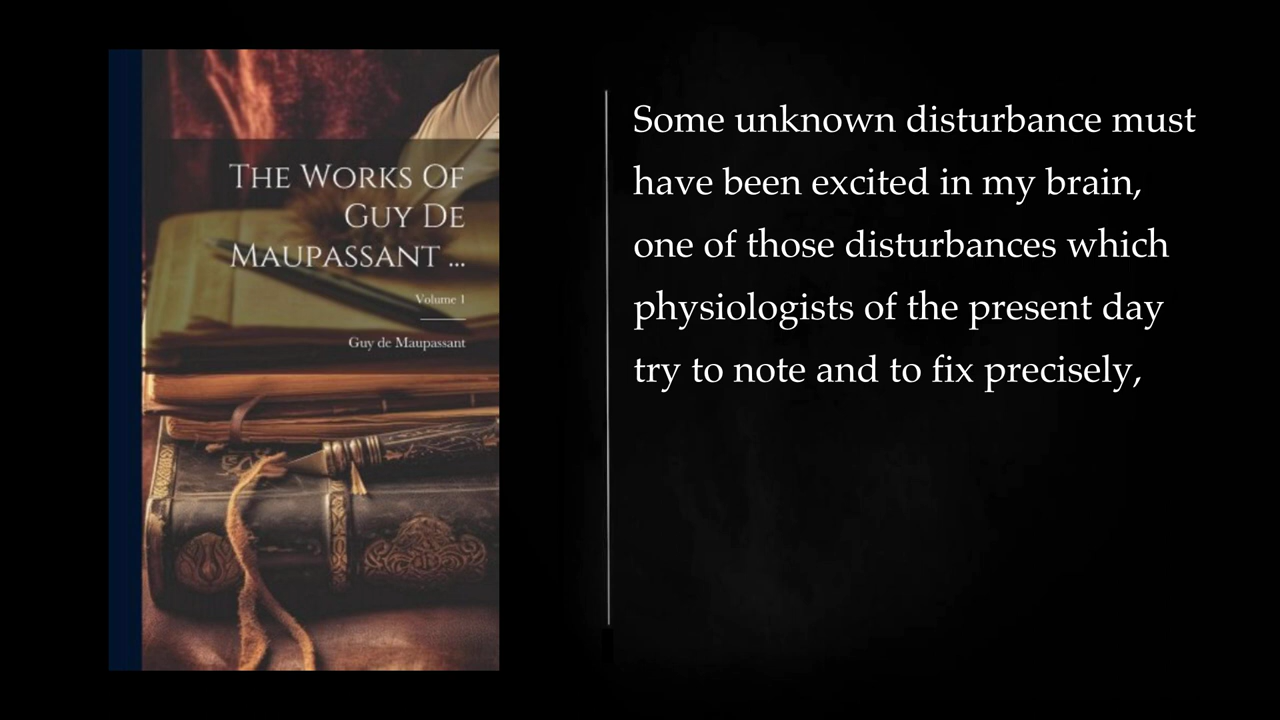 The Works Of
Guy De
Maupassant ...
Volume 1
Guy de Maupassant
Some unknown disturbance must
have been excited in my brain,
one of those disturbances which
physiologists of the present day
try to note and to fix precisely,